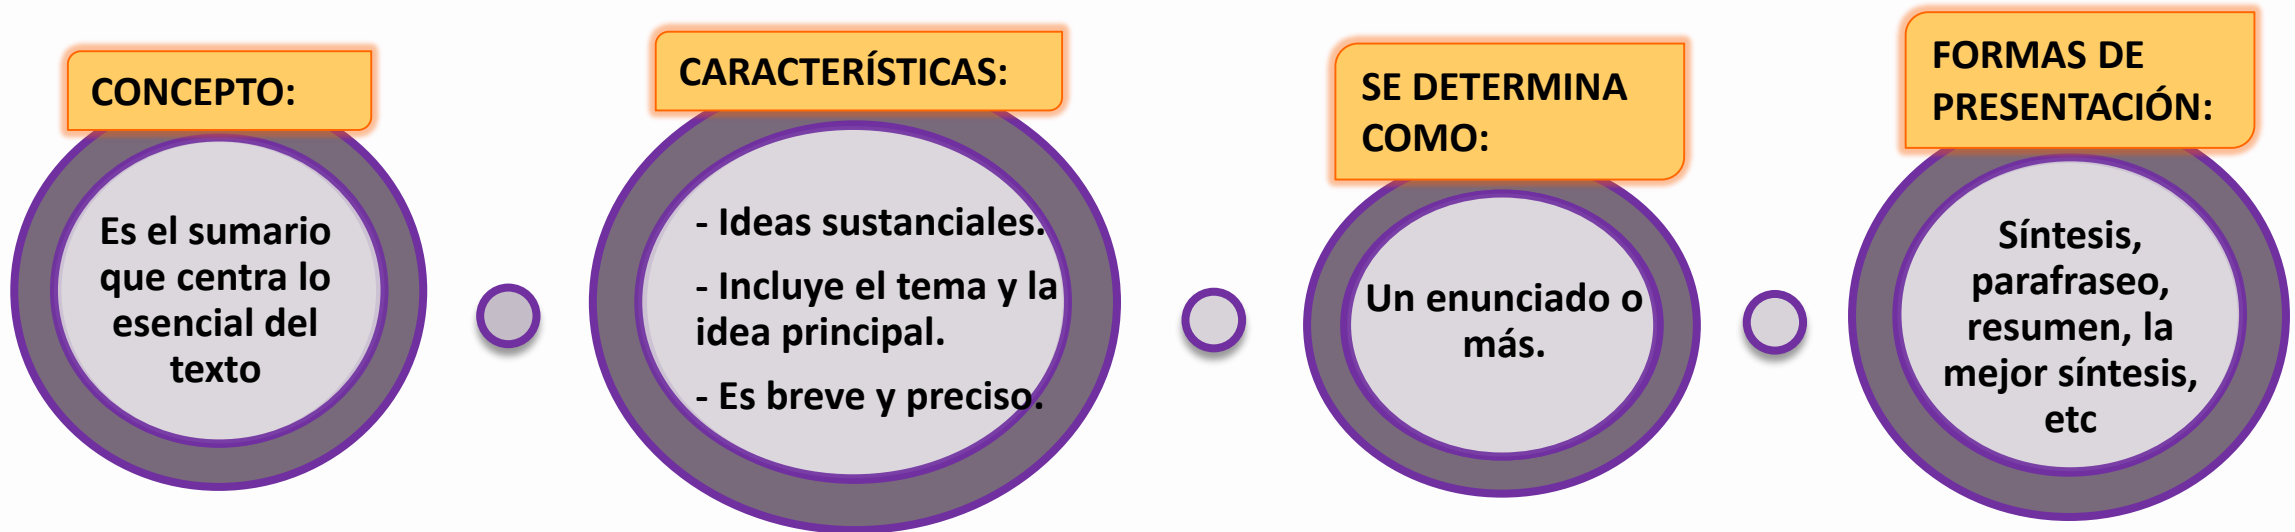 CONCEPTO:
Es el sumario
que centra lo
esencial del
texto
CARACTERÍSTICAS:
- Ideas sustanciales.
- Incluye el tema y la
idea principal.
- Es breve y preciso.
SE DETERMINA
COMO:
Un enunciado o
más.
FORMAS DE
PRESENTACIÓN:
Síntesis,
parafraseo,
resumen, la
mejor síntesis,
etc